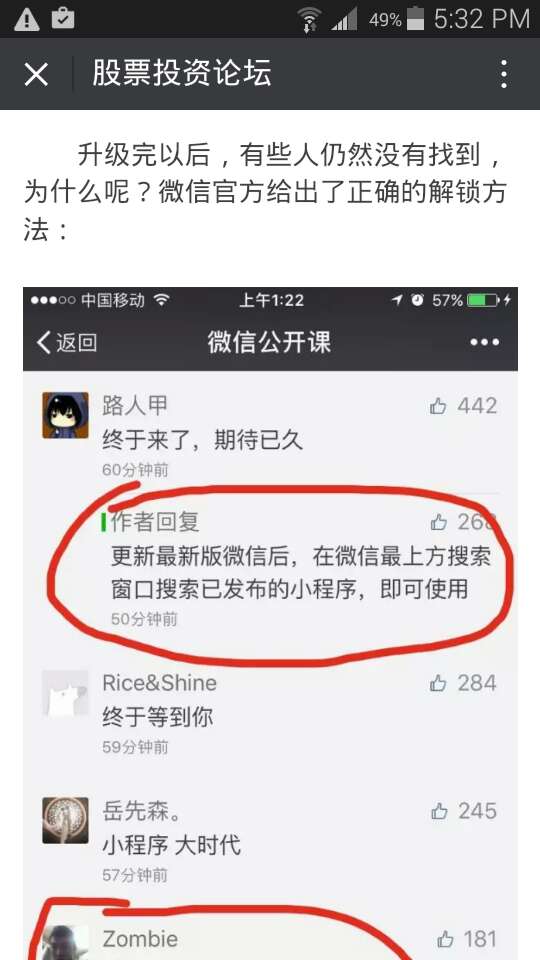 49% 5:32 PM
股票投资论坛
升级完以后，有些人仍然没有找到，
为什么呢？微信官方给出了正确的解锁方
法：
中国移动 上午1:22 57%
返回 微信公开课
路人甲 442
终于来了，期待已久
60分钟前
作者回复 268
更新最新版微信后，在微信最上方搜索
窗口搜索已发布的小程序，即可使用
50分钟前
Rice&Shine 284
终于等到你
59分钟前
岳先森。 245
小程序 大时代
57分钟前
Zombie 181